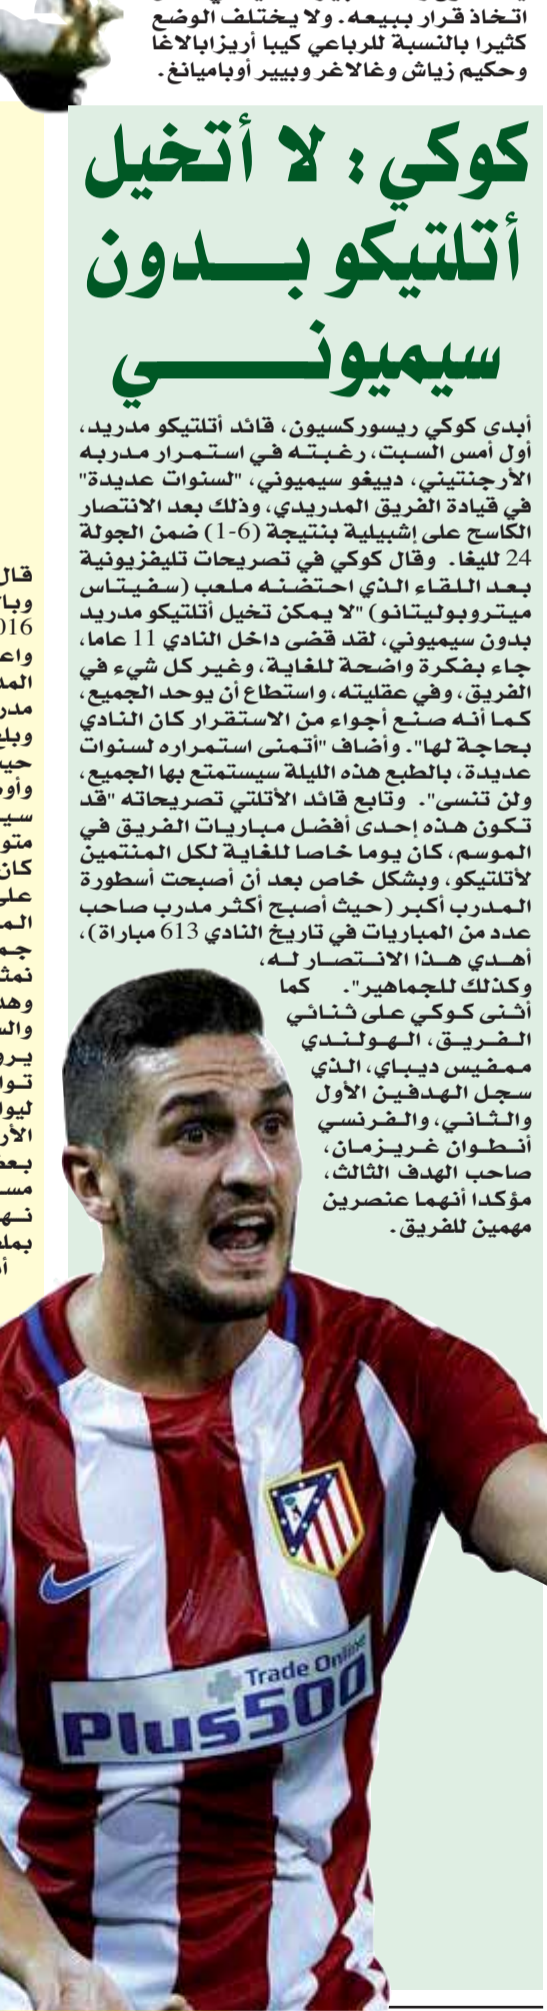 اتخاذ قرار ببيعه. ولا يختلف الوضع
كثيرا بالنسبة للرباعي كيبا أريزابالاغا
وحكيم زياش وغالاغر وبيير أوباميانغ.
كوكي: لا أتخيل
أتلتيكو بـــدون
سيميونـــــي
أبدى كوكي ريسوركسيون، قائد أتلتيكو مدريد،
أول أمس السبت، رغبته في استمرار مدربه
الأرجنتيني، دييغو سيميوني، "لسنوات عديدة"
في قيادة الفريق المدريدي، وذلك بعد الانتصار
الكاسح على إشبيلية بنتيجة (6-1) ضمن الجولة
24 لليغا. وقال كوكي في تصريحات تليفزيونية
بعد اللقاء الذي احتضنه ملعب (سفيتاس
ميتروبوليتانو) "لا يمكن تخيل أتلتيكو مدريد
بدون سيميوني، لقد قضى داخل النادي 11 عاما،
جاء بفكرة واضحة للغاية، وغير كل شيء في
الفريق، وفي عقليته، واستطاع أن يوحد الجميع،
كما أنه صنع أجواء من الاستقرار كان النادي
بحاجة لها". وأضاف "أتمنى استمراره لسنوات
عديدة، بالطبع هذه الليلة سيستمتع بها الجميع،
ولن تنسى". وتابع قائد الأتلتي تصريحاته "قد
تكون هذه إحدى أفضل مباريات الفريق في
الموسم، كان يوما خاصا للغاية لكل المنتمين
لأتلتيكو، وبشكل خاص بعد أن أصبحت أسطورة
المدرب أكبر (حيث أصبح أكثر مدرب صاحب
عدد من المباريات في تاريخ النادي 613 مباراة)،
أهدي هذا الانتصار له،
وكذلك للجماهير". كما
أثنى كوكي على ثنائي
الفريق، الهولندي
ممفيس ديباي، الذي
سجل الهدفين الأول
والثاني، والفرنسي
أنطوان غريزمان،
صاحب الهدف الثالث،
مؤكدا أنهما عنصرين
مهمين للفريق.
قال
016
على
Trade Online
Plus500